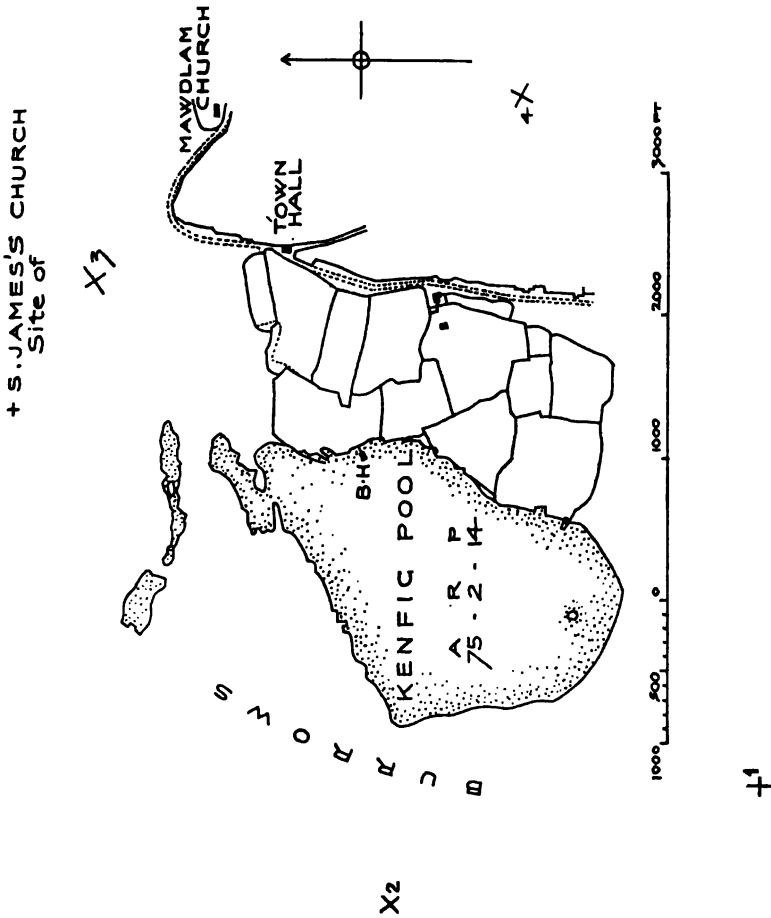 + S. JAMES'S CHURCH
Site of
X3
MAWDLAM
CHURCH
TOWN
HALL
4X
B.H
KENFIG POOL
A R P
75 - 2 - 14
BURROWS
1000 500 0 1000 2000 3000 FT
X2
+1